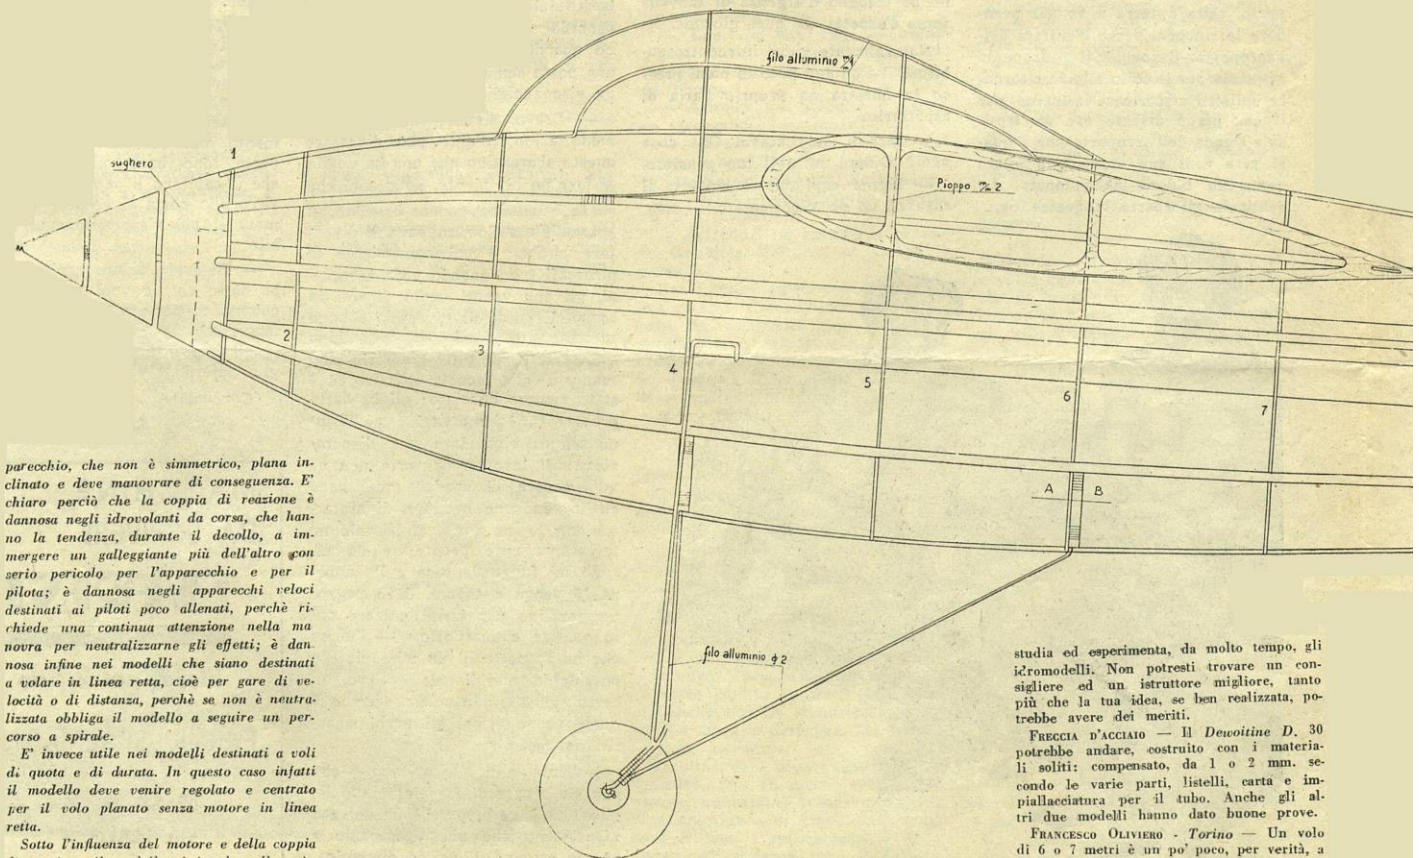 filo alluminio ⌀1
sughero
1
Pioppo m/m 2
2
3
4
5
6
7
A B
filo alluminio ϕ 2
parecchio, che non è simmetrico, plana in-
clinato e deve manovrare di conseguenza. E'
chiaro perciò che la coppia di reazione è
dannosa negli idrovolanti da corsa, che han-
no la tendenza, durante il decollo, a im-
mergere un galleggiante più dell'altro con
serio pericolo per l'apparecchio e per il
pilota; è dannosa negli apparecchi veloci
destinati ai piloti poco allenati, perchè ri-
chiede una continua attenzione nella ma
novra per neutralizzarne gli effetti; è dan
nosa infine nei modelli che siano destinati
a volare in linea retta, cioè per gare di ve-
locità o di distanza, perchè se non è neutra-
lizzata obbliga il modello a seguire un per-
corso a spirale.
E' invece utile nei modelli destinati a voli
di quota e di durata. In questo caso infatti
il modello deve venire regolato e centrato
per il volo planato senza motore in linea
retta.
Sotto l'influenza del motore e della coppia
studia ed esperimenta, da molto tempo, gli
idromodelli. Non potresti trovare un con-
sigliere ed un istruttore migliore, tanto
più che la tua idea, se ben realizzata, po-
trebbe avere dei meriti.
FRECCIA D'ACCIAIO — Il Dewoitine D. 30
potrebbe andare, costruito con i materia-
li soliti: compensato, da 1 o 2 mm. se-
condo le varie parti, listelli, carta e im-
piallacciatura per il tubo. Anche gli al-
tri due modelli hanno dato buone prove.
FRANCESCO OLIVIERO - Torino — Un volo
di 6 o 7 metri è un po' poco, per verità, a